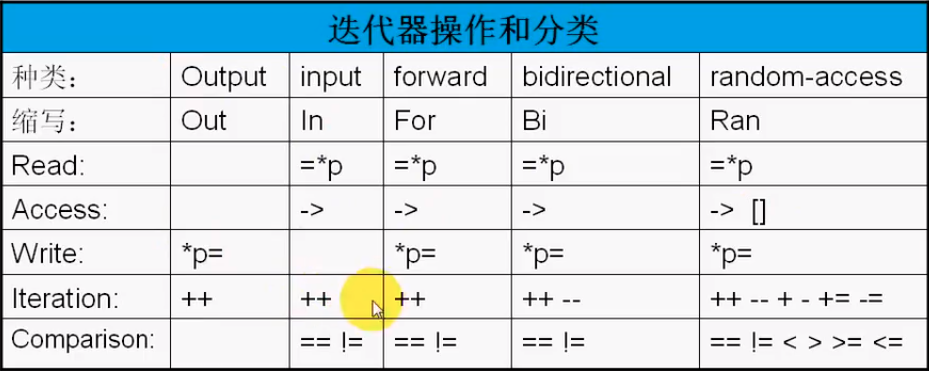 迭代器操作和分类
种类： Output input forward bidirectional random-access
缩写： Out In For Bi Ran
Read: =*p =*p =*p =*p
Access: -> -> -> -> []
Write: *p= *p= *p= *p=
Iteration: ++ ++ ++ ++ -- ++ -- + - += -=
Comparison: == != == != == != == != < > >= <=